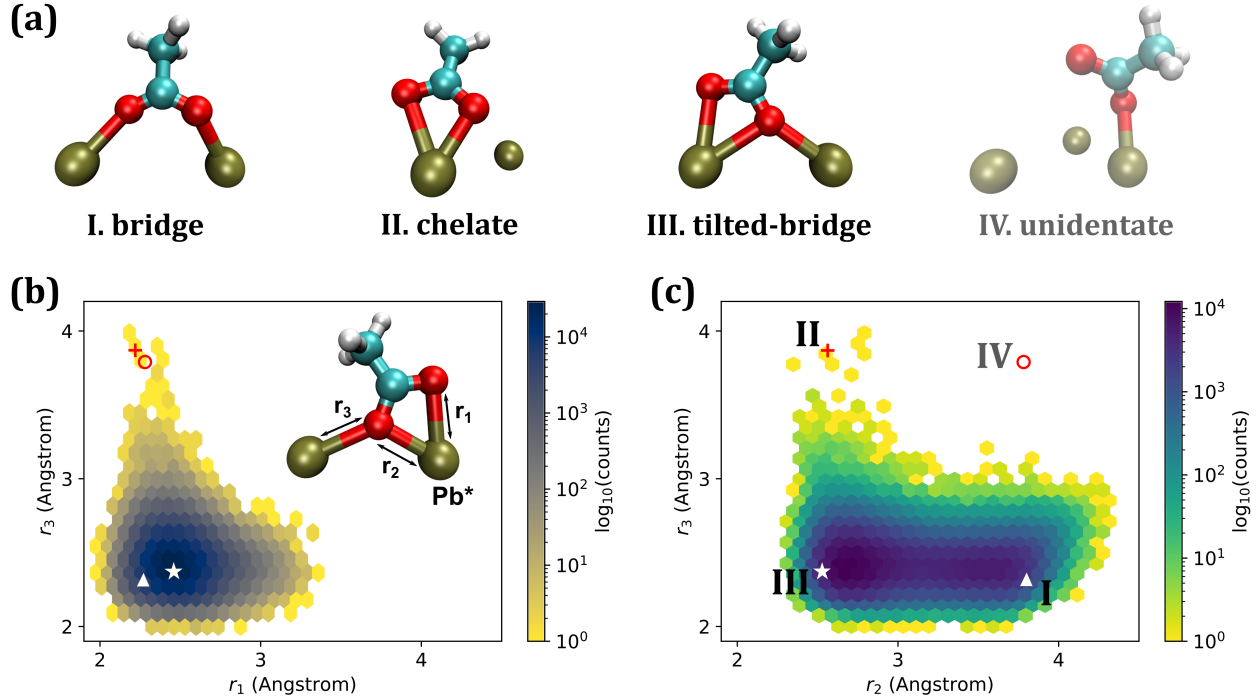 (a)
I. bridge
II. chelate
III. tilted-bridge
IV. unidentate
(b)
4
3
2
r3 (Angstrom)
2
3
4
r1 (Angstrom)
r3
r1
r2
Pb*
10^4
10^3
10^2
10^1
10^0
log10(counts)
(c)
4
3
2
r3 (Angstrom)
2
3
4
r2 (Angstrom)
II
IV
III
I
10^4
10^3
10^2
10^1
10^0
log10(counts)